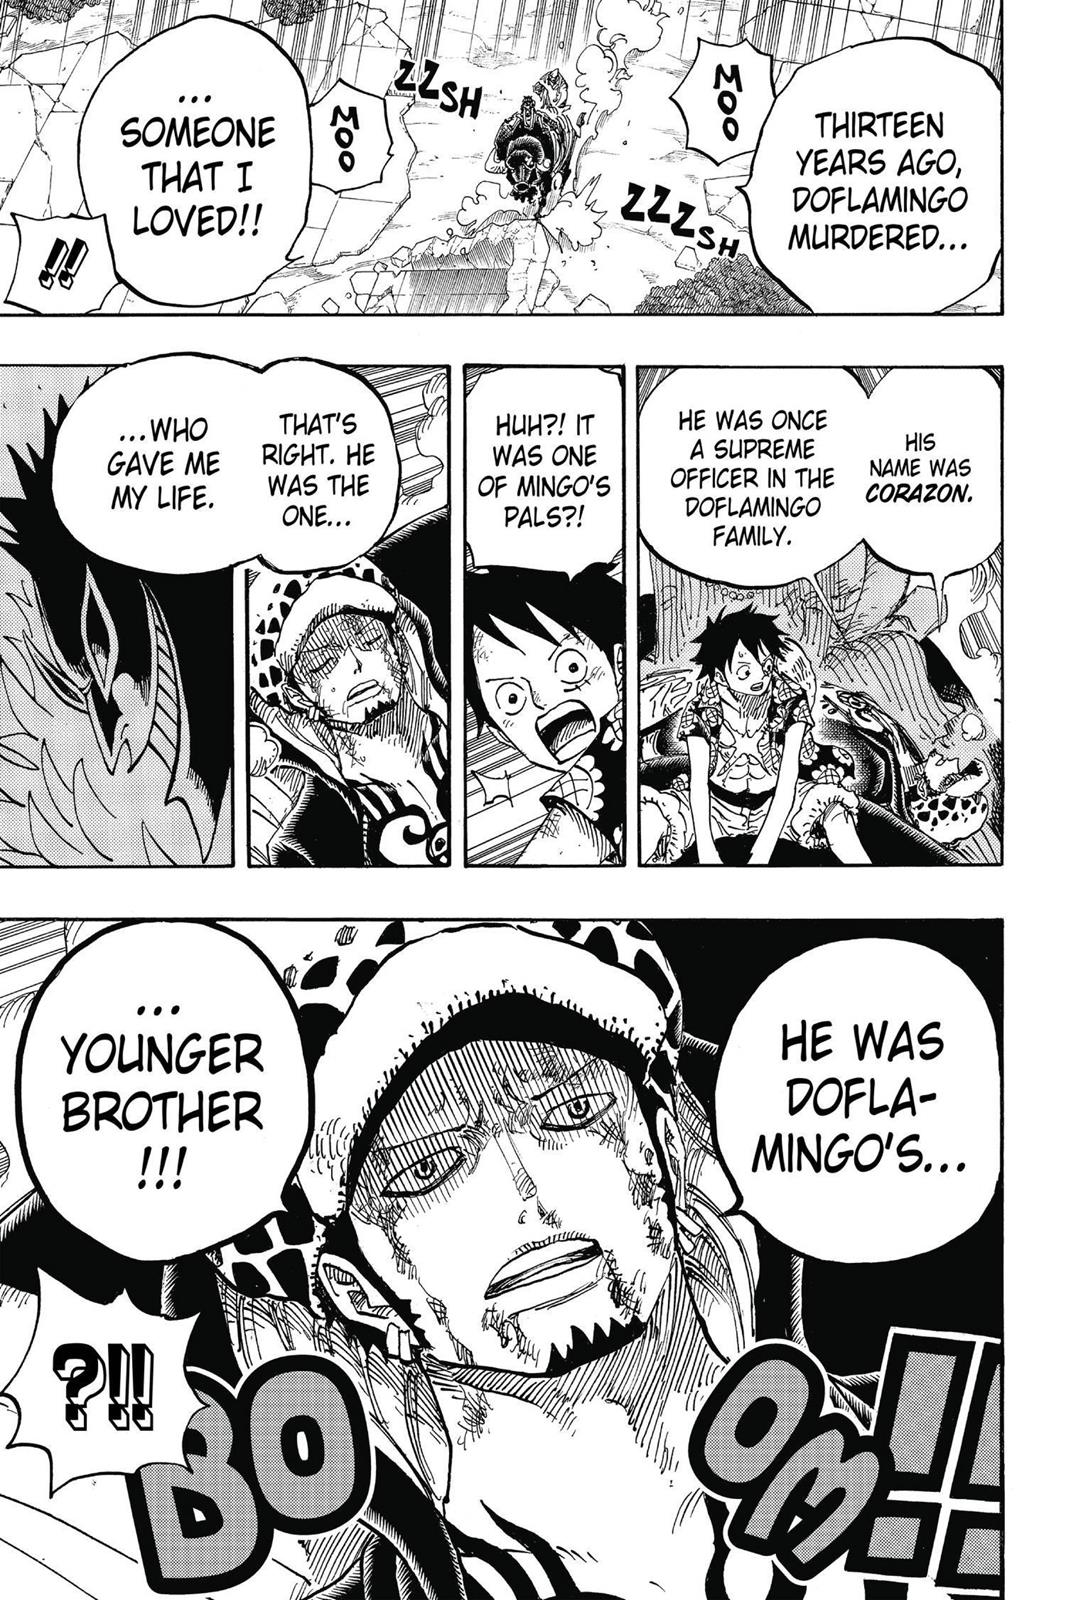 THIRTEEN
YEARS AGO,
DOFLAMINGO
MURDERED...
MOO
ZZZSH
ZZSH
MOO
...
SOMEONE
THAT I
LOVED!!
!!
HIS
NAME WAS
CORAZON.
HE WAS ONCE
A SUPREME
OFFICER IN THE
DOFLAMINGO
FAMILY.
HUH?! IT
WAS ONE
OF MINGO'S
PALS?!
THAT'S
RIGHT. HE
WAS THE
ONE...
...WHO
GAVE ME
MY LIFE.
HE WAS
DOFLA-
MINGO'S...
...
YOUNGER
BROTHER
!!!
?!!
BOOM!!